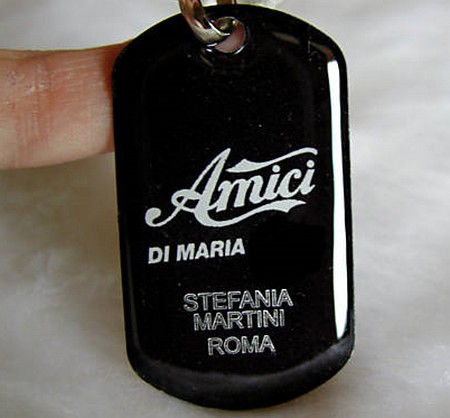 Amici
DI MARIA
STEFANIA
MARTINI
ROMA